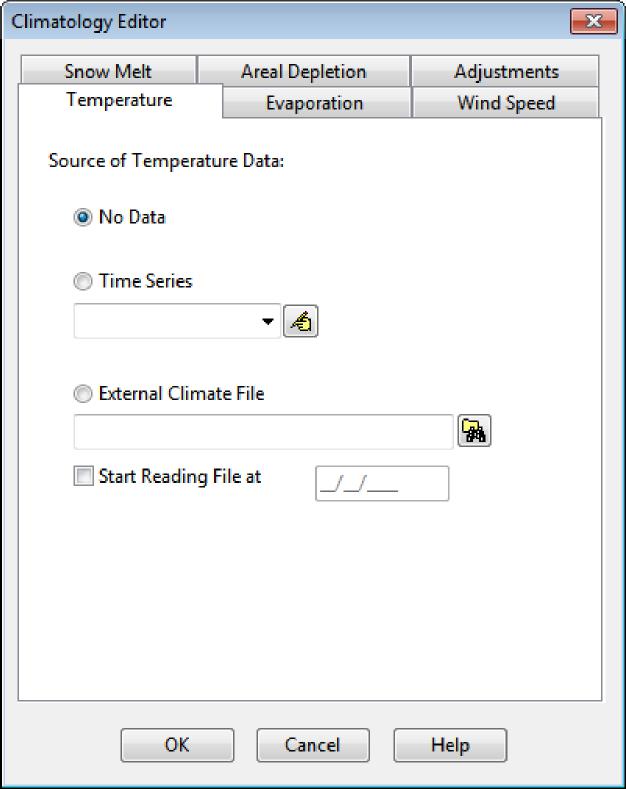 Climatology Editor
Snow Melt Areal Depletion Adjustments
Temperature Evaporation Wind Speed
Source of Temperature Data:
No Data
Time Series
External Climate File
Start Reading File at __/__/____
OK Cancel Help